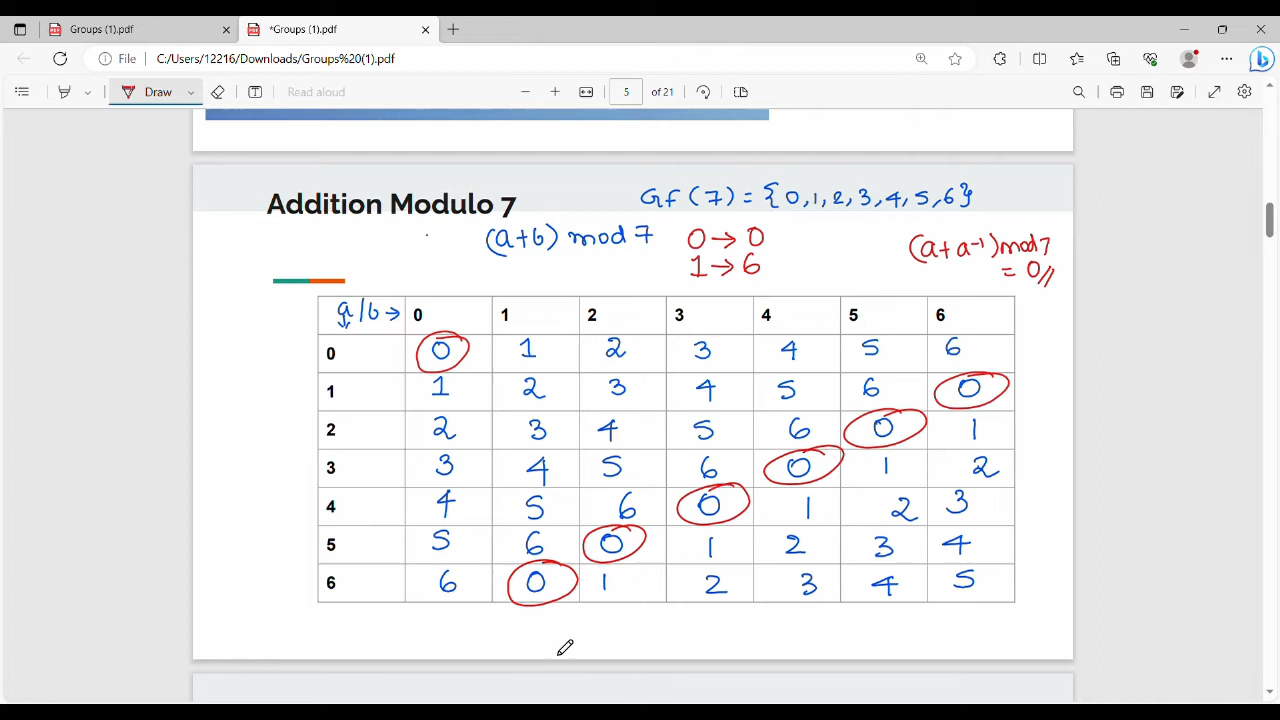 Groups (1).pdf
*Groups (1).pdf
File C:/Users/12216/Downloads/Groups%20(1).pdf
Draw Read aloud 5 of 21
Addition Modulo 7
GF(7) = {0,1,2,3,4,5,6}
(a+b) mod 7
0 → 0
1 → 6
(a+a⁻¹) mod 7
= 0//
a/b → 0 1 2 3 4 5 6
0 0 1 2 3 4 5 6
1 1 2 3 4 5 6 0
2 2 3 4 5 6 0 1
3 3 4 5 6 0 1 2
4 4 5 6 0 1 2 3
5 5 6 0 1 2 3 4
6 6 0 1 2 3 4 5